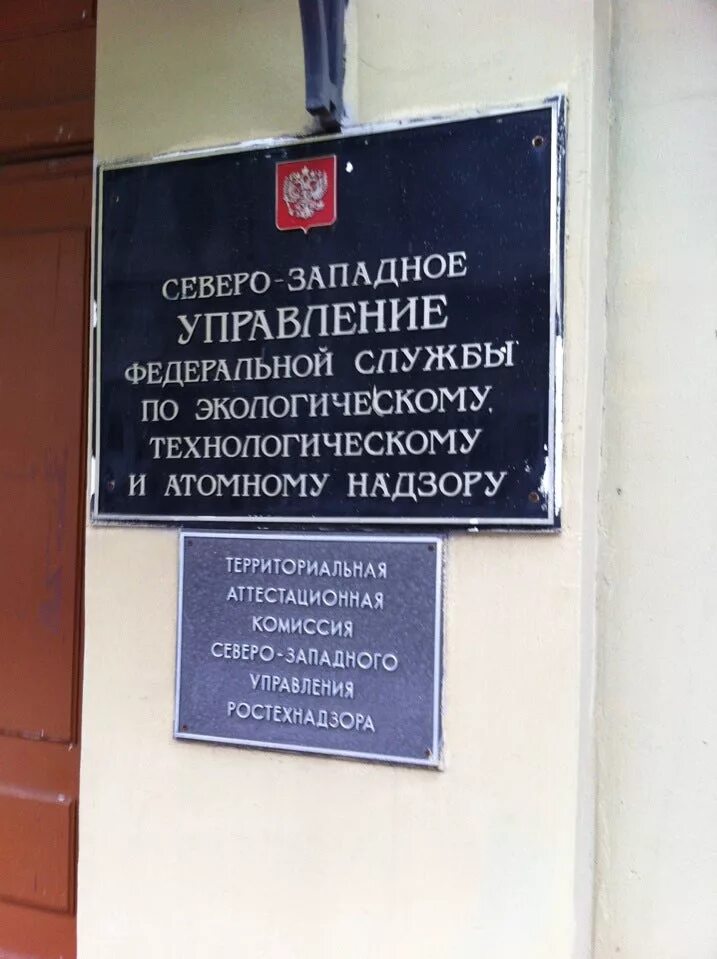 СЕВЕРО-ЗАПАДНОЕ
УПРАВЛЕНИЕ
ФЕДЕРАЛЬНОЙ СЛУЖБЫ
ПО ЭКОЛОГИЧЕСКОМУ,
ТЕХНОЛОГИЧЕСКОМУ
И АТОМНОМУ НАДЗОРУ
ТЕРРИТОРИАЛЬНАЯ
АТТЕСТАЦИОННАЯ
КОМИССИЯ
СЕВЕРО-ЗАПАДНОГО
УПРАВЛЕНИЯ
РОСТЕХНАДЗОРА